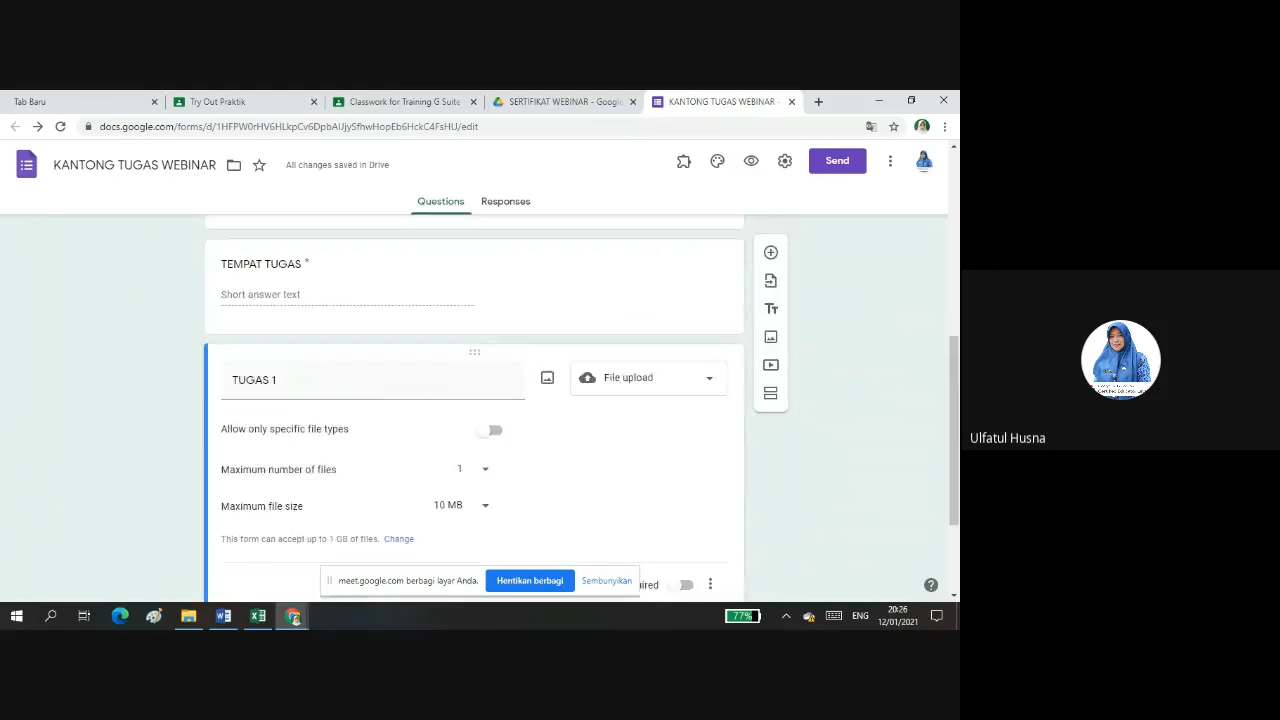 Tab Baru
Try Out Praktik
Classwork for Training G Suite
SERTIFIKAT WEBINAR - Google
KANTONG TUGAS WEBINAR -
docs.google.com/forms/d/
/edit
KANTONG TUGAS WEBINAR
All changes saved in Drive
Send
Questions
Responses
TEMPAT TUGAS *
Short answer text
TUGAS 1
File upload
Allow only specific file types
Maximum number of files
1
Maximum file size
10 MB
This form can accept up to 1 GB of files. Change
meet.google.com berbagi layar Anda.
Hentikan berbagi
Sembunyikan
ired
77%
ENG
20:26
12/01/2021
Ulfatul Husna